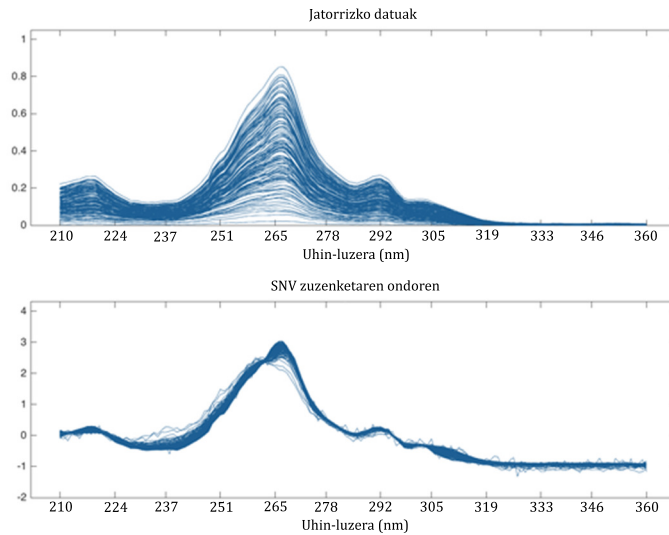 Jatorrizko datuak
1
0.8
0.6
0.4
0.2
0
210 224 237 251 265 278 292 305 319 333 346 360
Uhin-luzera (nm)
SNV zuzenketaren ondoren
4
3
2
1
0
-1
-2
210 224 237 251 265 278 292 305 319 333 346 360
Uhin-luzera (nm)